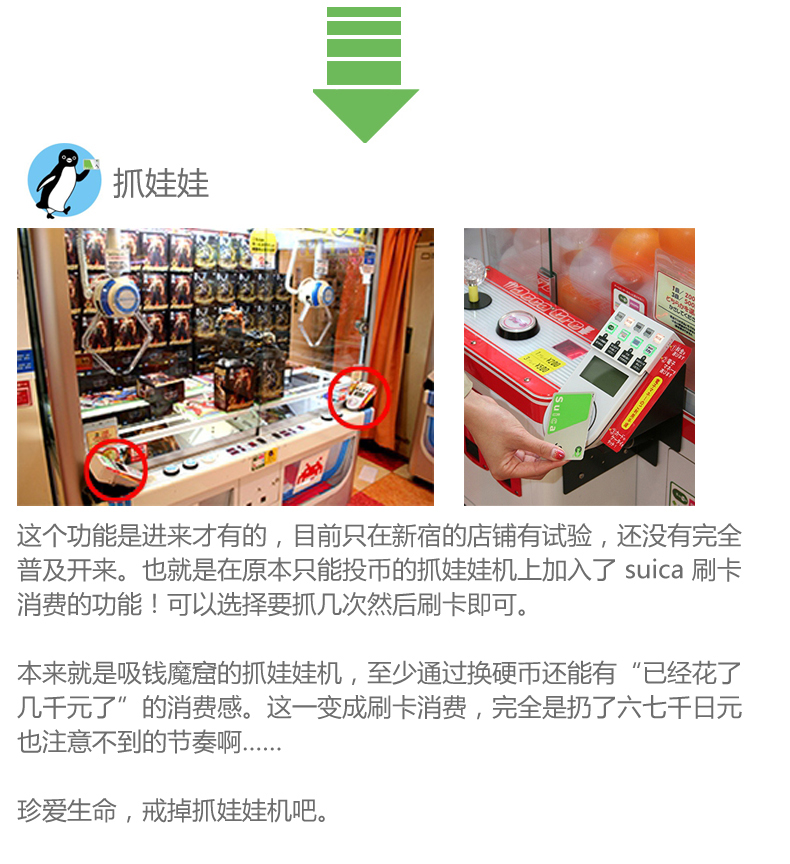 抓娃娃
Suica
这个功能是进来才有的，目前只在新宿的店铺有试验，还没有完全
普及开来。也就是在原本只能投币的抓娃娃机上加入了 suica 刷卡
消费的功能！可以选择要抓几次然后刷卡即可。
本来就是吸钱魔窟的抓娃娃机，至少通过换硬币还能有“已经花了
几千元了”的消费感。这一变成刷卡消费，完全是扔了六七千日元
也注意不到的节奏啊......
珍爱生命，戒掉抓娃娃机吧。